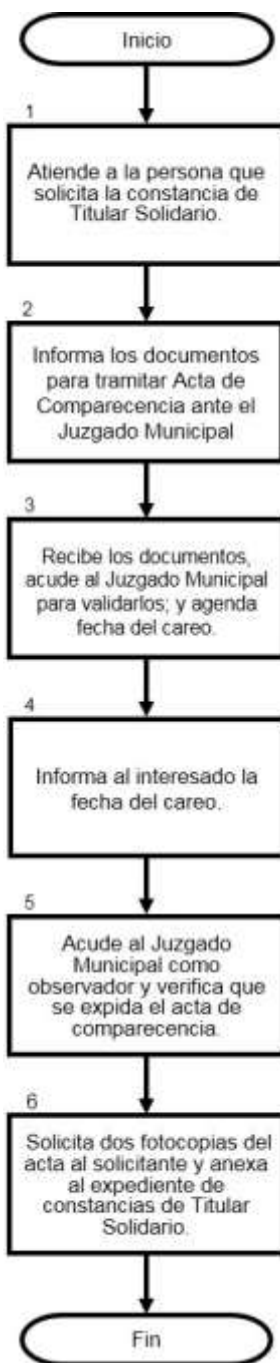 Inicio
1
Atiende a la persona que
solicita la constancia de
Titular Solidario.
2
Informa los documentos
para tramitar Acta de
Comparecencia ante el
Juzgado Municipal
3
Recibe los documentos,
acude al Juzgado Municipal
para validarlos; y agenda
fecha del careo.
4
Informa al interesado la
fecha del careo.
5
Acude al Juzgado
Municipal como
observador y verifica que
se expida el acta de
comparecencia.
6
Solicita dos fotocopias del
acta al solicitante y anexa
al expediente de
constancias de Titular
Solidario.
Fin